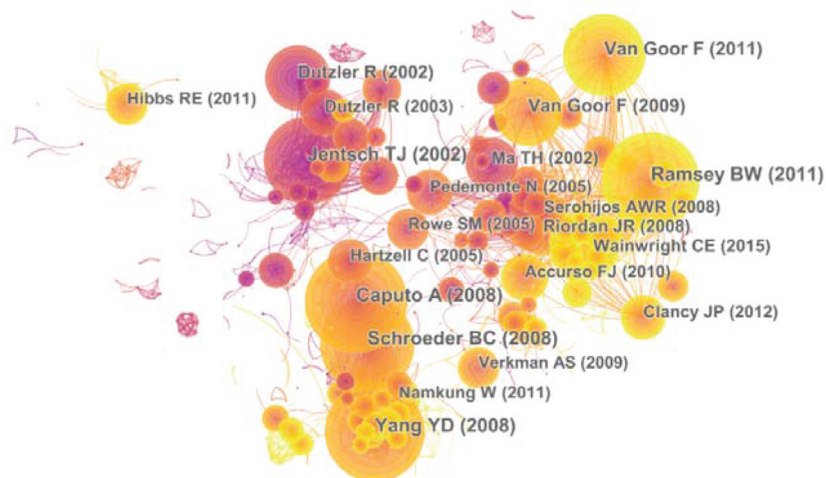 Van Goor F (2011)
Dutzler R (2002)
Hibbs RE (2011)
Dutzler R (2003)
Van Goor F (2009)
Jentsch TJ (2002)
Ma TH (2002)
Ramsey BW (2011)
Pedemonte N (2005)
Serohijos AWR (2008)
Rowe SM (2005)
Riordan JR (2008)
Wainwright CE (2015)
Hartzell C (2005)
Accurso FJ (2010)
Caputo A (2008)
Clancy JP (2012)
Schroeder BC (2008)
Verkman AS (2009)
Namkung W (2011)
Yang YD (2008)